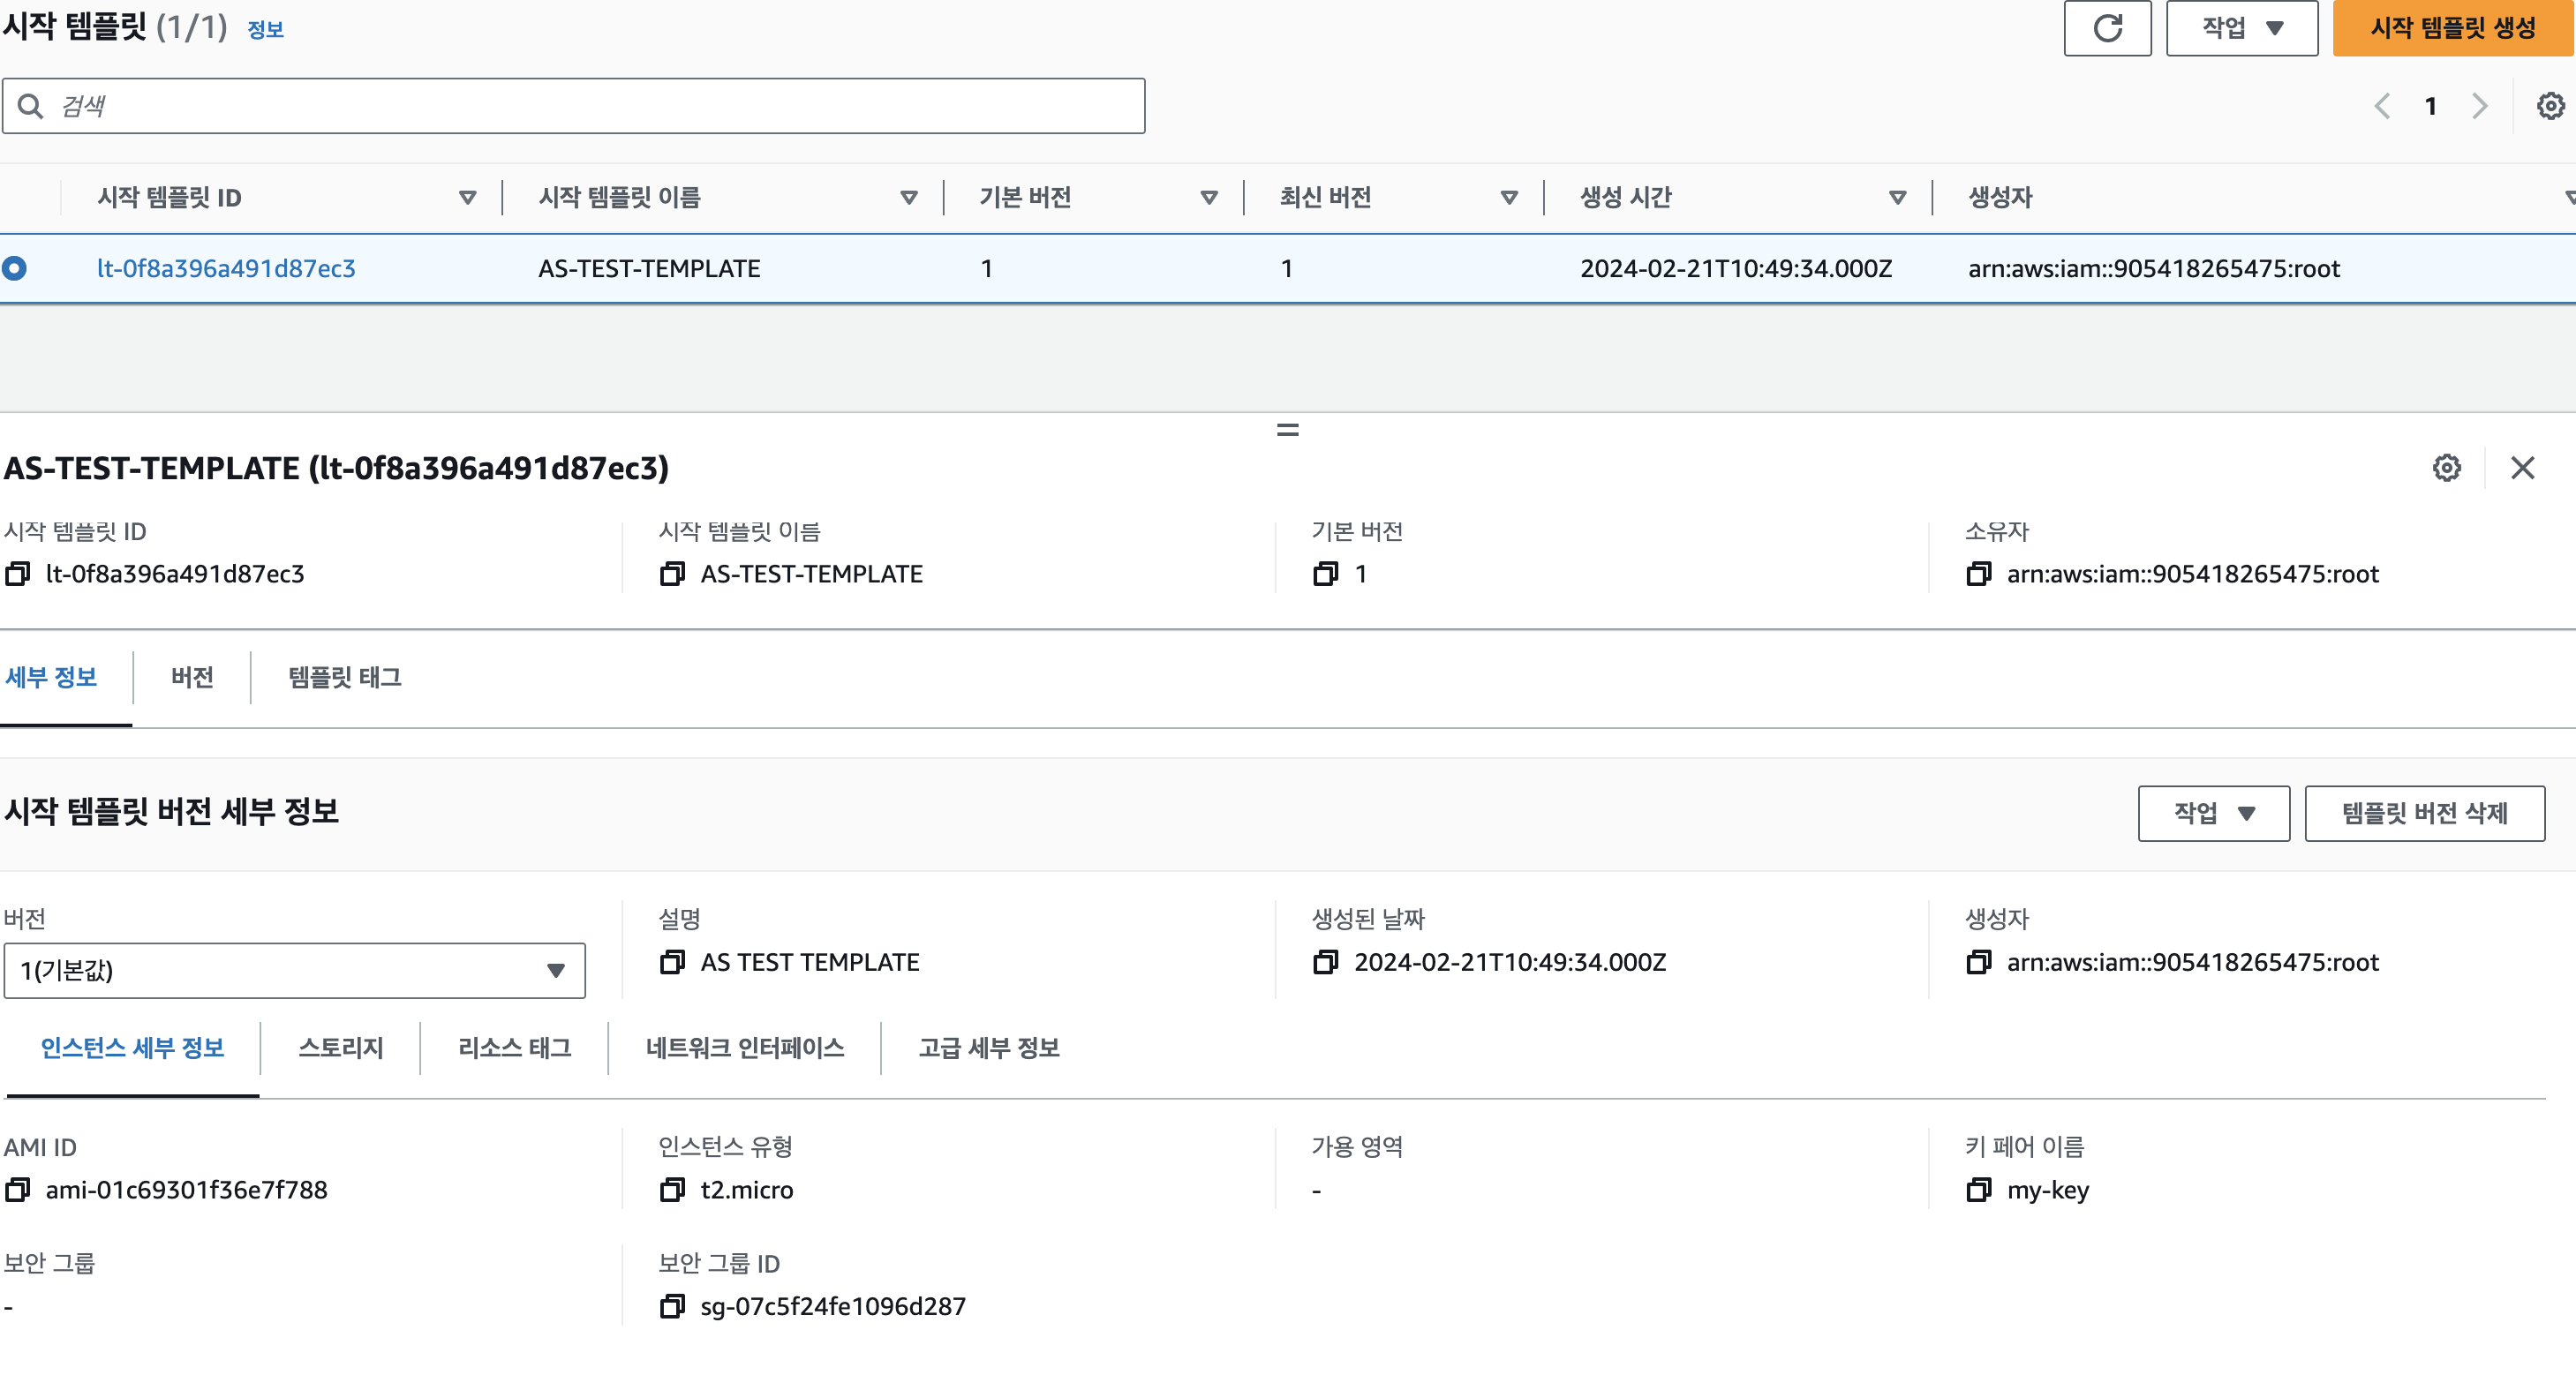 시작 템플릿 (1/1) 정보 작업 시작 템플릿 생성
검색 1
시작 템플릿 ID 시작 템플릿 이름 기본 버전 최신 버전 생성 시간 생성자
lt-0f8a396a491d87ec3 AS-TEST-TEMPLATE 1 1 2024-02-21T10:49:34.000Z arn:aws:iam::905418265475:root
AS-TEST-TEMPLATE (lt-0f8a396a491d87ec3)
시작 템플릿 ID 시작 템플릿 이름 기본 버전 소유자
lt-0f8a396a491d87ec3 AS-TEST-TEMPLATE 1 arn:aws:iam::905418265475:root
세부 정보 버전 템플릿 태그
시작 템플릿 버전 세부 정보 작업 템플릿 버전 삭제
버전 설명 생성된 날짜 생성자
1(기본값) AS TEST TEMPLATE 2024-02-21T10:49:34.000Z arn:aws:iam::905418265475:root
인스턴스 세부 정보 스토리지 리소스 태그 네트워크 인터페이스 고급 세부 정보
AMI ID 인스턴스 유형 가용 영역 키 페어 이름
ami-01c69301f36e7f788 t2.micro - my-key
보안 그룹 보안 그룹 ID
- sg-07c5f24fe1096d287